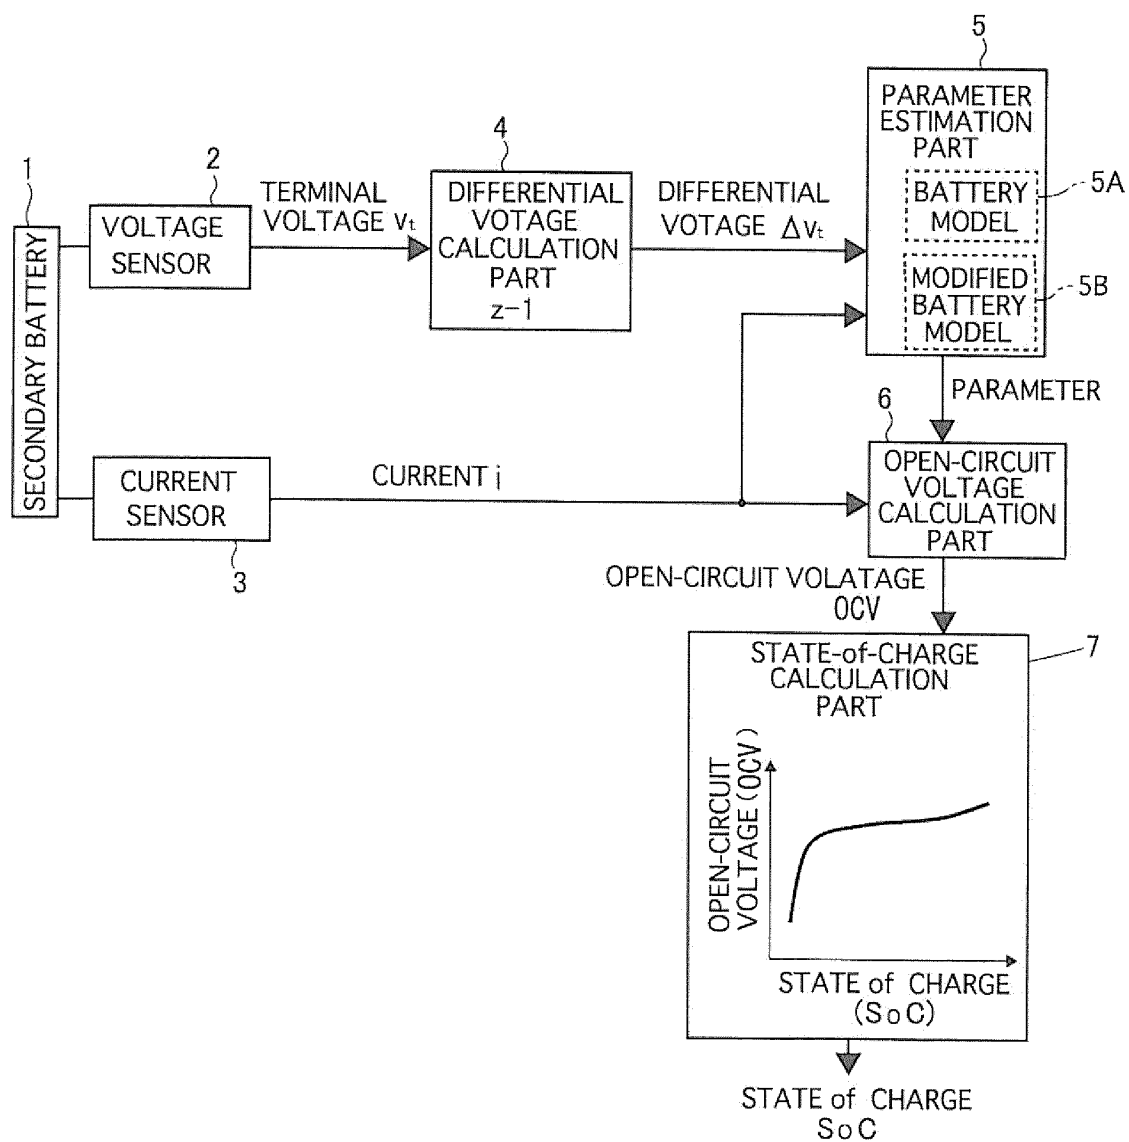 1
SECONDARY BATTERY
2
VOLTAGE
SENSOR
TERMINAL
VOLTAGE vt
4
DIFFERENTIAL
VOTAGE
CALCULATION
PART
z-1
DIFFERENTIAL
VOTAGE Δvt
5
PARAMETER
ESTIMATION
PART
BATTERY
MODEL
5A
MODIFIED
BATTERY
MODEL
5B
PARAMETER
CURRENT
SENSOR
3
CURRENT i
6
OPEN-CIRCUIT
VOLTAGE
CALCULATION
PART
OPEN-CIRCUIT VOLATAGE
OCV
7
STATE-of-CHARGE
CALCULATION
PART
OPEN-CIRCUIT
VOLTAGE (OCV)
STATE of CHARGE
(SoC)
STATE of CHARGE
SoC